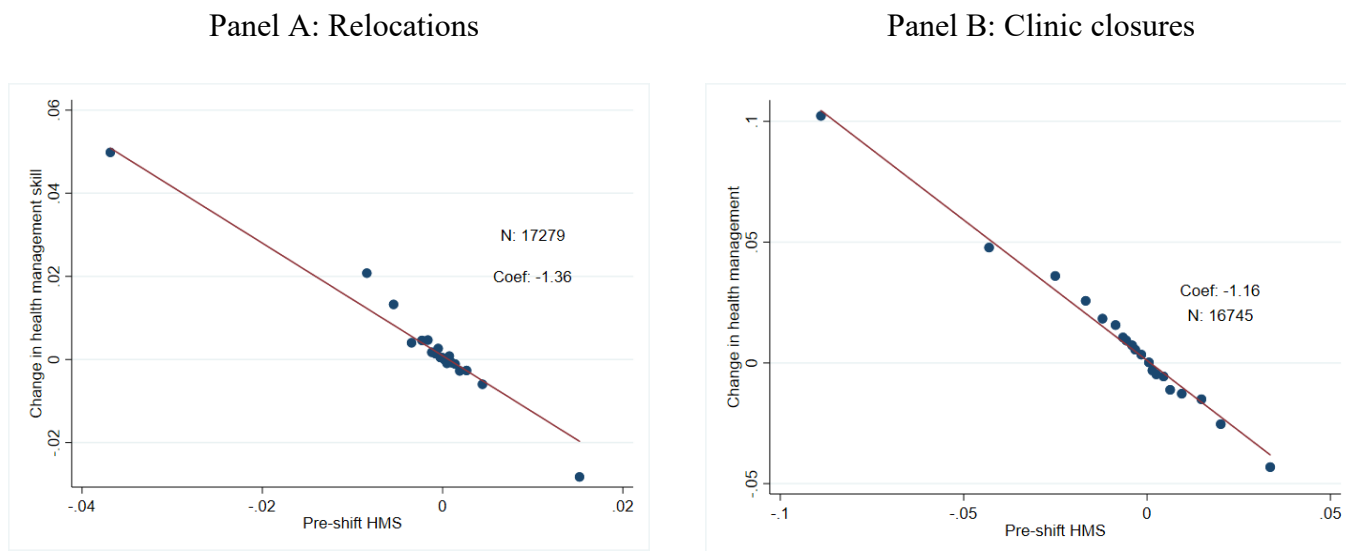 Panel A: Relocations
Change in health management skill
.06
.04
.02
0
-.02
N: 17279
Coef: -1.36
-.04
-.02
0
.02
Pre-shift HMS
Panel B: Clinic closures
Change in health management
.1
.05
0
-.05
Coef: -1.16
N: 16745
-.1
-.05
0
.05
Pre-shift HMS